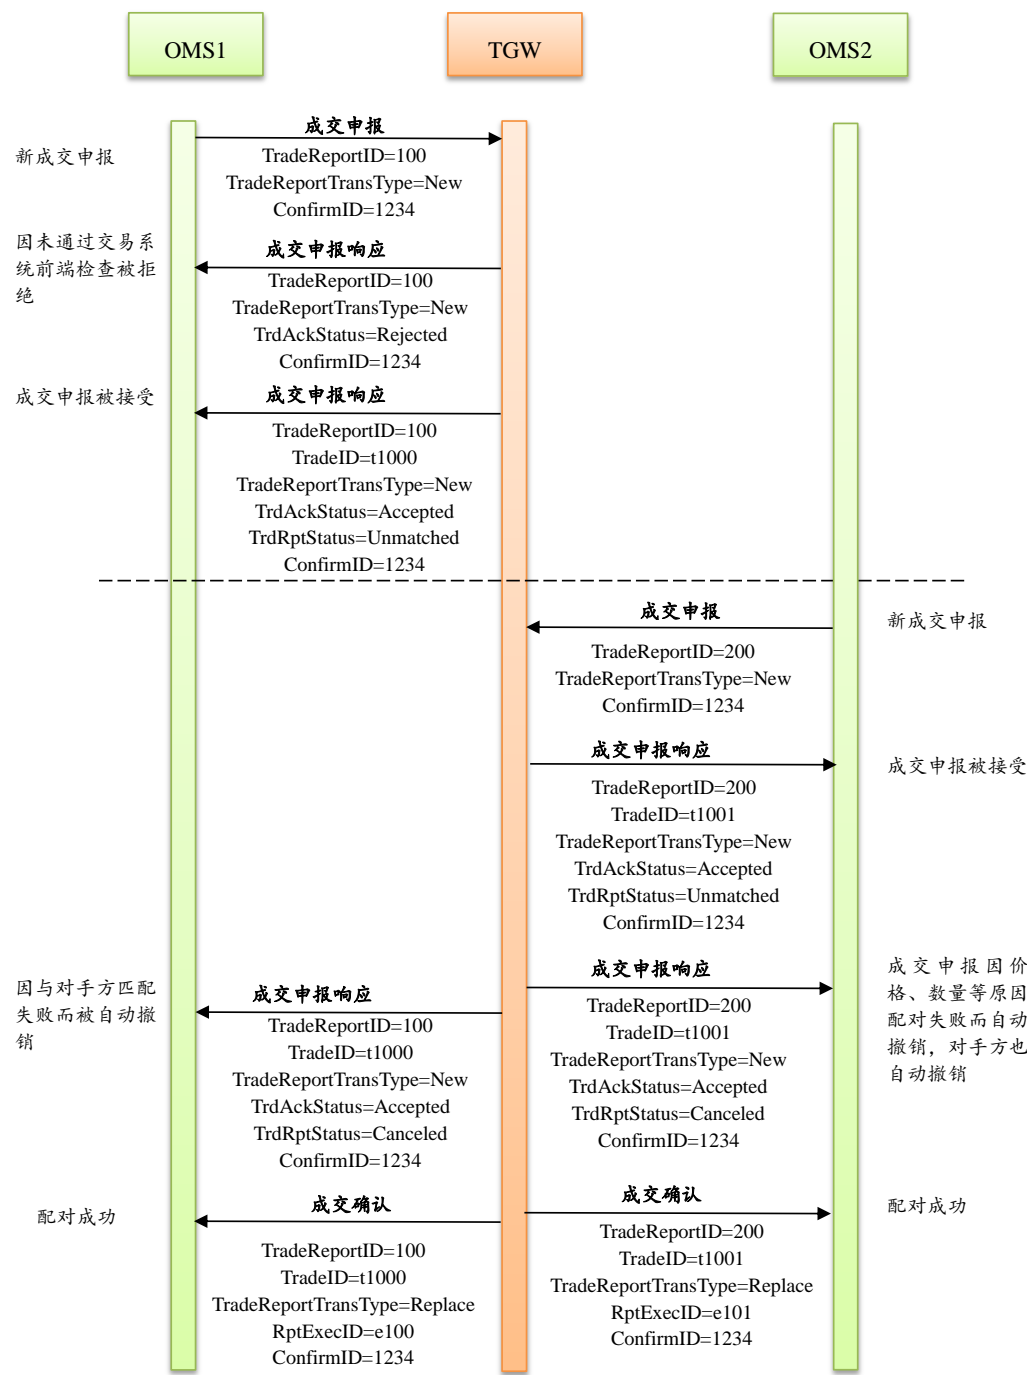 OMS1
TGW
OMS2
成交申报
新成交申报
TradeReportID=100
TradeReportTransType=New
ConfirmID=1234
因未通过交易系
统前端检查被拒
绝
成交申报响应
TradeReportID=100
TradeReportTransType=New
TrdAckStatus=Rejected
ConfirmID=1234
成交申报被接受
成交申报响应
TradeReportID=100
TradeID=t1000
TradeReportTransType=New
TrdAckStatus=Accepted
TrdRptStatus=Unmatched
ConfirmID=1234
成交申报
新成交申报
TradeReportID=200
TradeReportTransType=New
ConfirmID=1234
成交申报响应
成交申报被接受
TradeReportID=200
TradeID=t1001
TradeReportTransType=New
TrdAckStatus=Accepted
TrdRptStatus=Unmatched
ConfirmID=1234
因与对手方匹配
失败而被自动撤
销
成交申报响应
TradeReportID=100
TradeID=t1000
TradeReportTransType=New
TrdAckStatus=Accepted
TrdRptStatus=Canceled
ConfirmID=1234
成交申报响应
TradeReportID=200
TradeID=t1001
TradeReportTransType=New
TrdAckStatus=Accepted
TrdRptStatus=Canceled
ConfirmID=1234
成交申报因价
格、数量等原因
配对失败而自动
撤销，对手方也
自动撤销
配对成功
成交确认
TradeReportID=100
TradeID=t1000
TradeReportTransType=Replace
RptExecID=e100
ConfirmID=1234
成交确认
TradeReportID=200
TradeID=t1001
TradeReportTransType=Replace
RptExecID=e101
ConfirmID=1234
配对成功